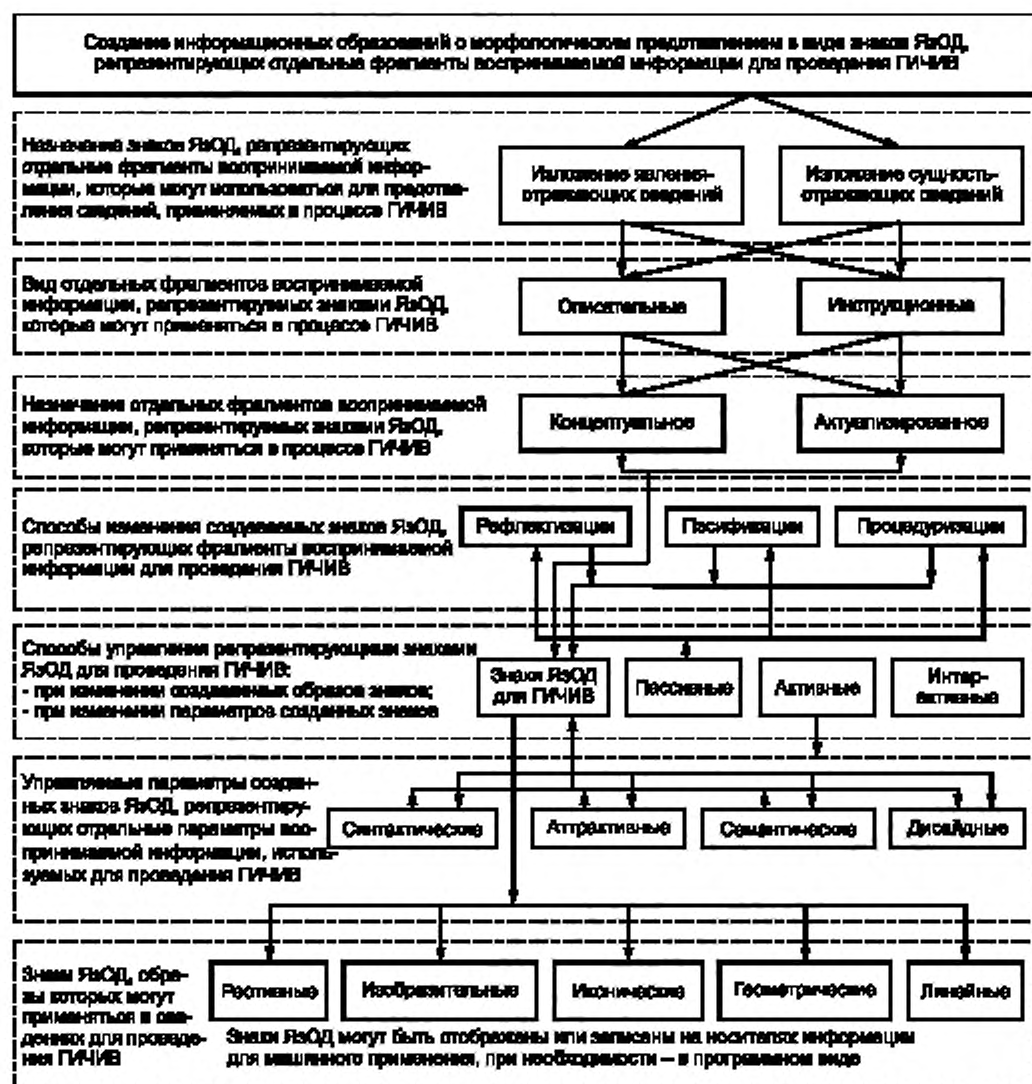 Создание информационных образований с морфологическим представлением в виде знаков ЯзОД,
репрезентирующих отдельные фрагменты воспринимаемой информации для проведения ГИЧИВ
Назначение знаков ЯзОД, репрезентирующих
отдельные фрагменты воспринимаемой инфор-
мации, которые могут использоваться для представ-
ления сведений, применяемых в процессе ГИЧИВ
Изложение явления-
отражающих сведений
Изложение сущность-
отражающих сведений
Вид отдельных фрагментов воспринимаемой
информации, репрезентируемых знаками ЯзОД,
которые могут применяться в процессе ГИЧИВ
Описательные
Инструкционные
Назначение отдельных фрагментов воспринимаемой
информации, репрезентируемых знаками ЯзОД,
которые могут применяться в процессе ГИЧИВ
Концептуальное
Актуализированное
Способы изменения создаваемых знаков ЯзОД,
репрезентирующих фрагменты воспринимаемой
информации для проведения ГИЧИВ
Рефлектизации
Пасификации
Процедуризации
Способы управления репрезентирующими знаками
ЯзОД для проведения ГИЧИВ:
- при изменении создаваемых образов знаков;
- при изменении параметров созданных знаков
Знаки ЯзОД
для ГИЧИВ
Пассивные
Активные
Интер-
активные
Управляемые параметры создан-
ных знаков ЯзОД, репрезентиру-
ющих отдельные параметры вос-
принимаемой информации, исполь-
зуемых для проведения ГИЧИВ
Синтактические
Аттрактивные
Семантические
Дисайдные
Знаки ЯзОД, обра-
зы которых могут
применяться в све-
дениях для проведе-
ния ГИЧИВ
Рестивные
Изобразительные
Иконические
Геометрические
Линейные
Знаки ЯзОД могут быть отображены или записаны на носителях информации
для машинного применения, при необходимости – в программном виде